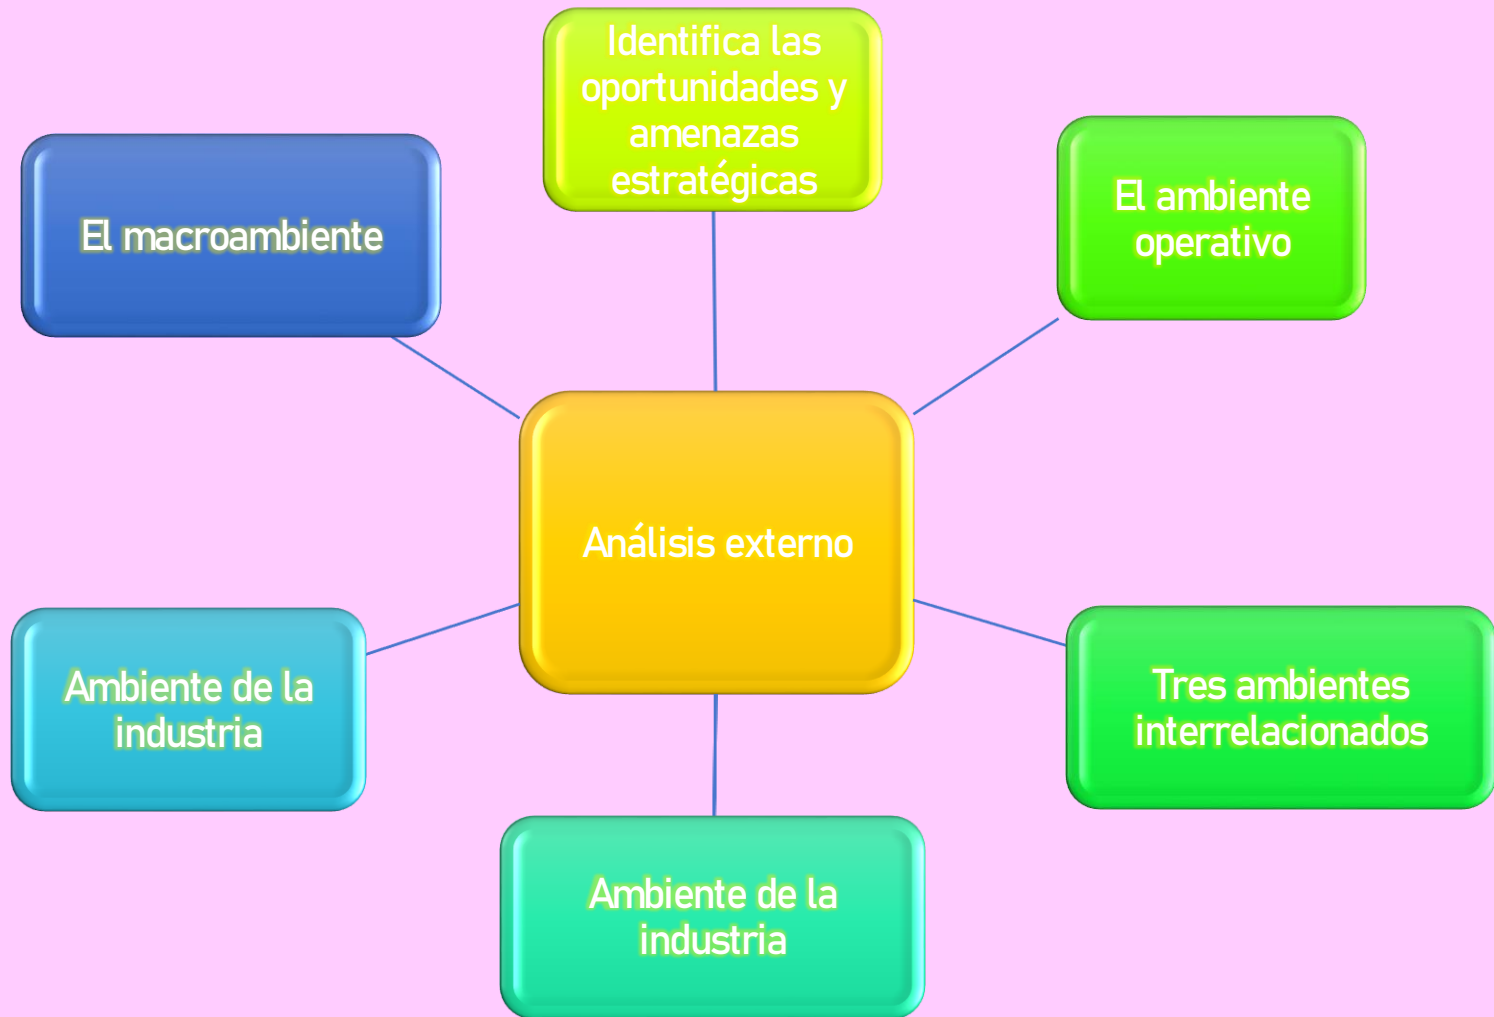 Identifica las
oportunidades y
amenazas
estratégicas
El macroambiente
El ambiente
operativo
Análisis externo
Ambiente de la
industria
Tres ambientes
interrelacionados
Ambiente de la
industria